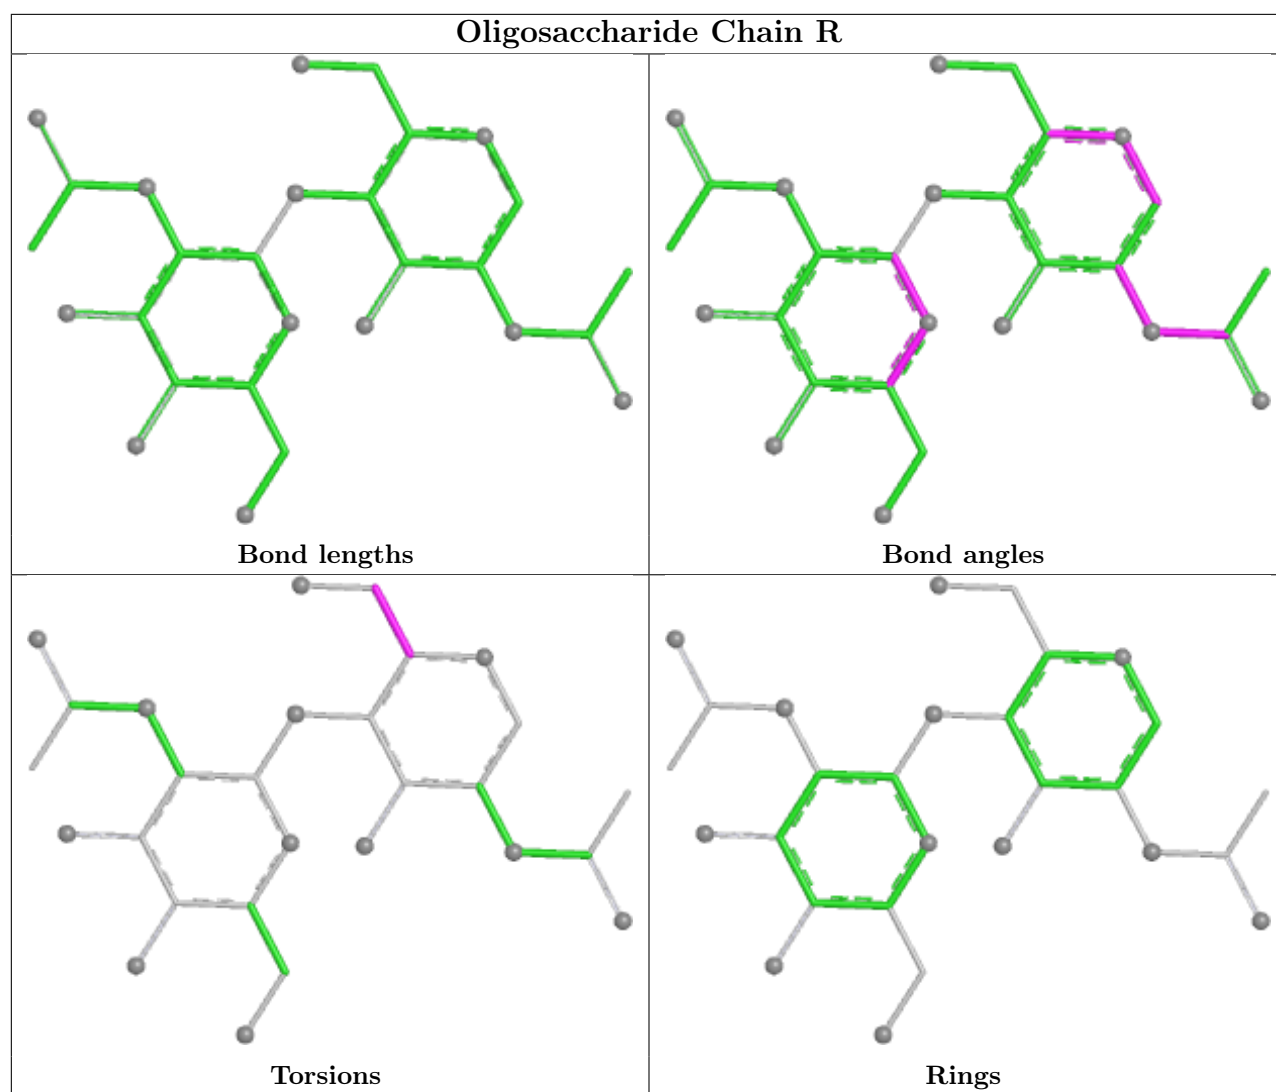 Oligosaccharide Chain R
Bond lengths
Bond angles
Torsions
Rings